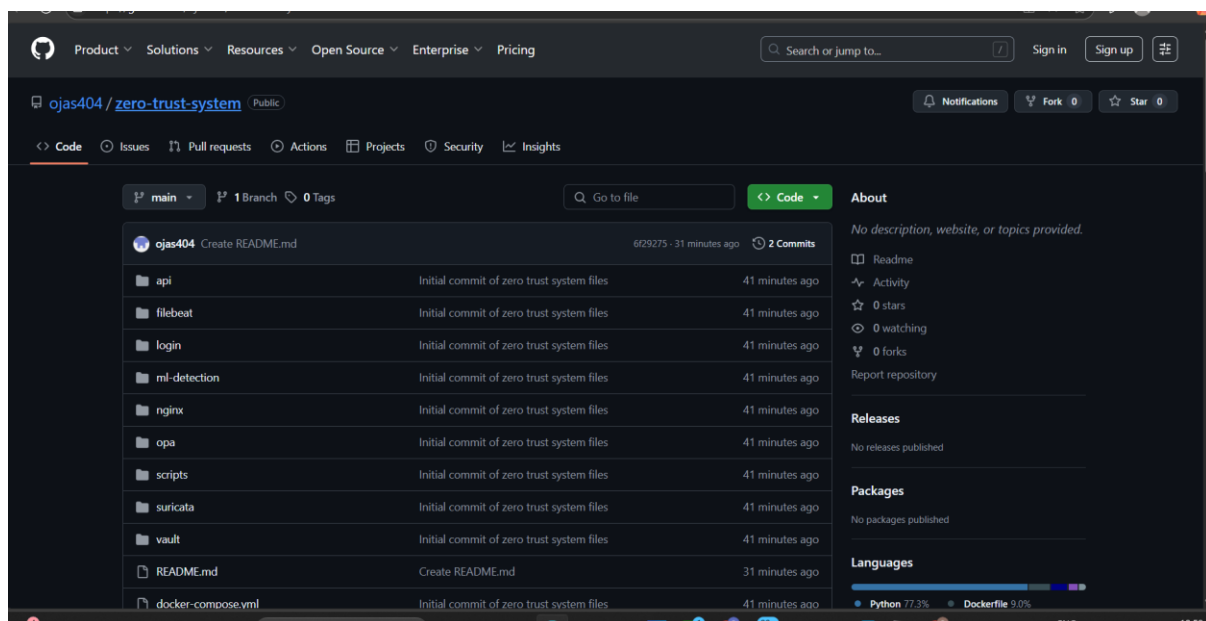 Product Solutions Resources Open Source Enterprise Pricing Search or jump to... / Sign in Sign up
ojas404 / zero-trust-system Public Notifications Fork 0 Star 0
Code Issues Pull requests Actions Projects Security Insights
main 1 Branch 0 Tags Go to file Code
ojas404 Create README.md 6f29275 · 31 minutes ago 2 Commits
api Initial commit of zero trust system files 41 minutes ago
filebeat Initial commit of zero trust system files 41 minutes ago
login Initial commit of zero trust system files 41 minutes ago
ml-detection Initial commit of zero trust system files 41 minutes ago
nginx Initial commit of zero trust system files 41 minutes ago
opa Initial commit of zero trust system files 41 minutes ago
scripts Initial commit of zero trust system files 41 minutes ago
suricata Initial commit of zero trust system files 41 minutes ago
vault Initial commit of zero trust system files 41 minutes ago
README.md Create README.md 31 minutes ago
docker-compose.yml Initial commit of zero trust system files 41 minutes ago
About
No description, website, or topics provided.
Readme
Activity
0 stars
0 watching
0 forks
Report repository
Releases
No releases published
Packages
No packages published
Languages
Python 77.3% Dockerfile 9.0%